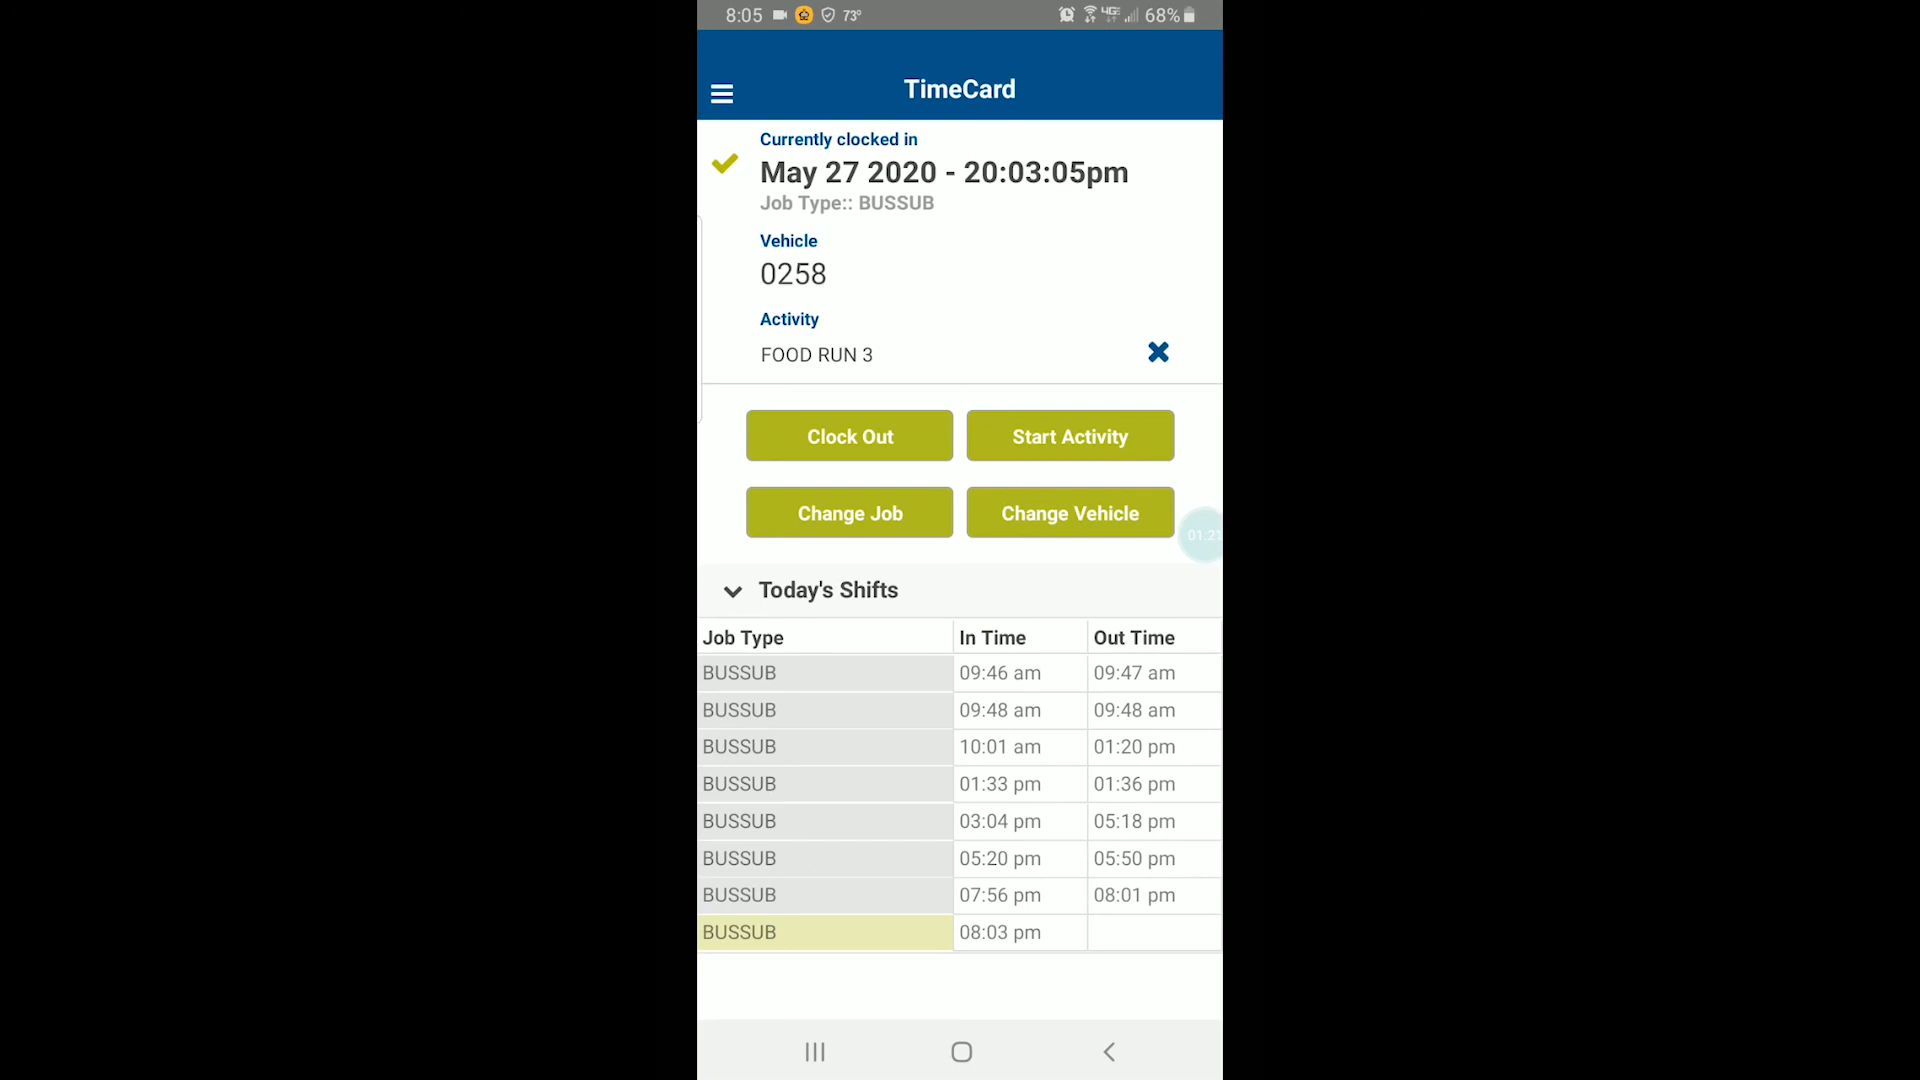 8:05 73° 4GE 68%
TimeCard
Currently clocked in
May 27 2020 - 20:03:05pm
Job Type:: BUSSUB
Vehicle
0258
Activity
FOOD RUN 3
Clock Out Start Activity
Change Job Change Vehicle
Today's Shifts
Job Type In Time Out Time
BUSSUB 09:46 am 09:47 am
BUSSUB 09:48 am 09:48 am
BUSSUB 10:01 am 01:20 pm
BUSSUB 01:33 pm 01:36 pm
BUSSUB 03:04 pm 05:18 pm
BUSSUB 05:20 pm 05:50 pm
BUSSUB 07:56 pm 08:01 pm
BUSSUB 08:03 pm